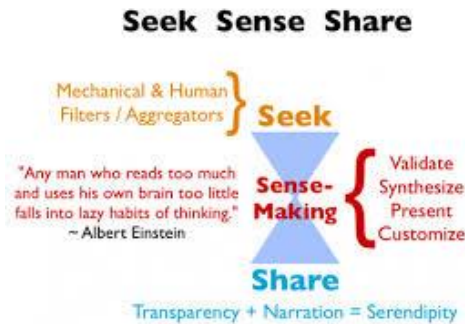 Seek Sense Share
Mechanical & Human
Filters / Aggregators
Seek
"Any man who reads too much
and uses his own brain too little
falls into lazy habits of thinking."
~ Albert Einstein
Sense-
Making
Validate
Synthesize
Present
Customize
Share
Transparency + Narration = Serendipity